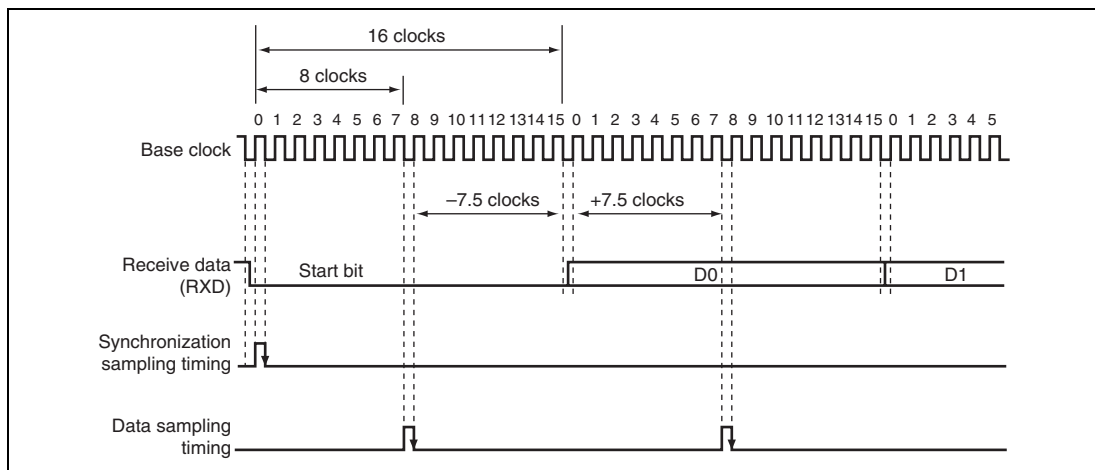 16 clocks
8 clocks
0 1 2 3 4 5 6 7 8 9 10 11 12 13 14 15 0 1 2 3 4 5 6 7 8 9 10 11 12 13 14 15 0 1 2 3 4 5
Base clock
–7.5 clocks +7.5 clocks
Receive data
(RXD)
Start bit D0 D1
Synchronization
sampling timing
Data sampling
timing